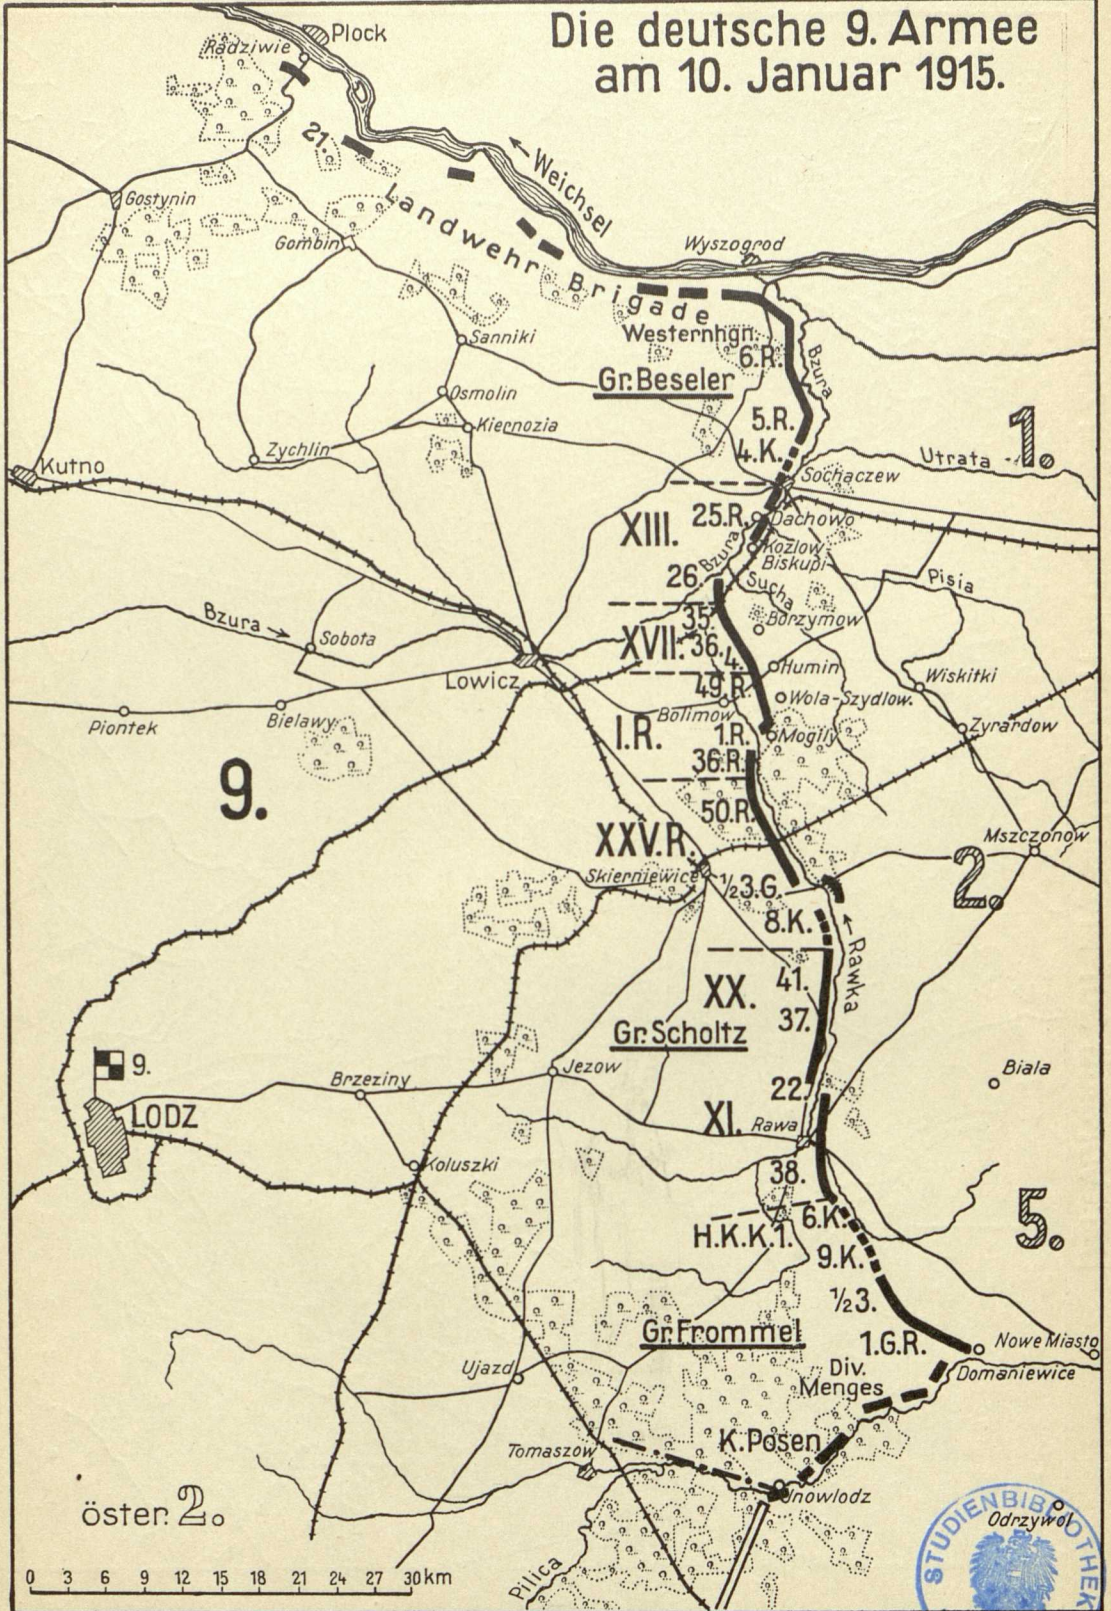 Die deutsche 9. Armee
am 10. Januar 1915.
Plock
Radziwie
21.
Landwehr Brigade
← Weichsel
Gostynin
Gombin
Wyszogrod
Westernhgn.
6.R.
Bzura
Sanniki
Gr. Beseler
Osmolin
5.R.
4.K.
Kiernozia
Zychlin
1.
Utrata
Kutno
Sochaczew
25.R.
Dachowo
XIII.
Kozlow
Biskupi
Bzura
26.
Sucha
Pisia
Bzura →
35.
Borzymow
Sobota
XVII.
36.
4.
Humin
Lowicz
49.R.
Wola-Szydlow.
Wiskitki
Piontek
Bielawy
Bolimow
I.R.
1.R.
Mogily
Zyrardow
36.R.
9.
50.R.
XXV.R.
Mszczonow
Skierniewice
½3.G.
2.
8.K.
← Rawka
41.
XX.
37.
Gr. Scholtz
9.
Jezow
Biala
Brzeziny
22.
LODZ
XI.
Rawa
Koluszki
38.
6.K.
5.
H.K.K.1.
9.K.
½3.
Gr. Frommel
1.G.R.
Nowe Miasto
Ujazd
Div.
Menges
Domaniewice
K. Posen
Tomaszow
Jnowlodz
öster. 2.
Odrzywol
Pilica
0 3 6 9 12 15 18 21 24 27 30 km
STUDIENBIBLIOTHEK